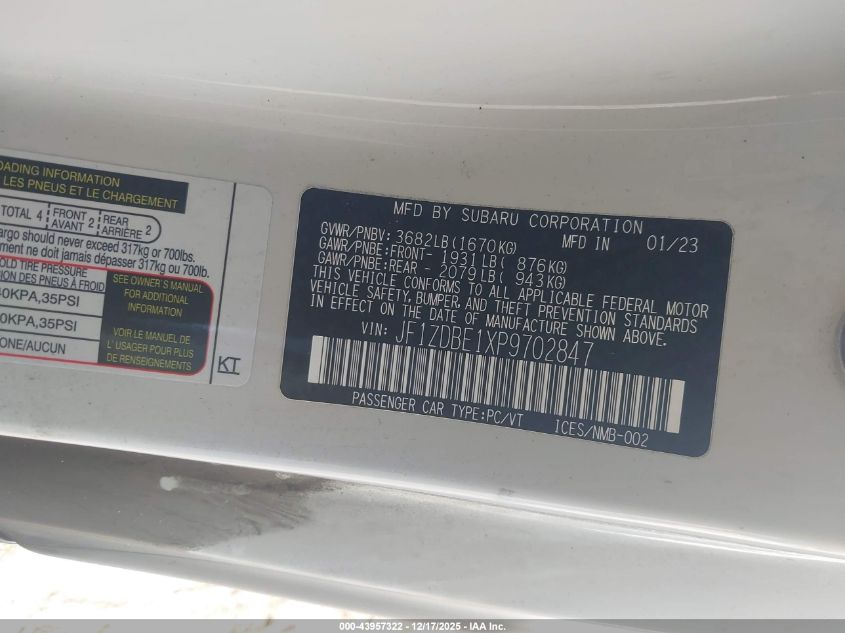 OADING INFORMATION
LES PNEUS ET LE CHARGEMENT
TOTAL 4 FRONT AVANT 2 REAR ARRIÈRE 2
argo should never exceed 317kg or 700lbs.
ment ne doit jamais dépasser 317kg ou 700lb.
OLD TIRE PRESSURE
ION DES PNEUS À FROID
40KPA,35PSI
0KPA,35PSI
ONE/AUCUN
SEE OWNER'S MANUAL
FOR ADDITIONAL
INFORMATION
VOIR LE MANUEL DE
L'USAGER POUR PLUS
DE RENSEIGNEMENTS
KT
MFD BY SUBARU CORPORATION
MFD IN 01/23
GVWR/PNBV: 3682LB(1670KG)
GAWR/PNBE:FRONT- 1931LB( 876KG)
GAWR/PNBE:REAR - 2079LB( 943KG)
THIS VEHICLE CONFORMS TO ALL APPLICABLE FEDERAL MOTOR
VEHICLE SAFETY, BUMPER, AND THEFT PREVENTION STANDARDS
IN EFFECT ON THE DATE OF MANUFACTURE SHOWN ABOVE.
VIN: JF1ZDBE1XP9702847
PASSENGER CAR TYPE:PC/VT ICES/NMB-002
000-43957322 - 12/17/2025 - IAA Inc.